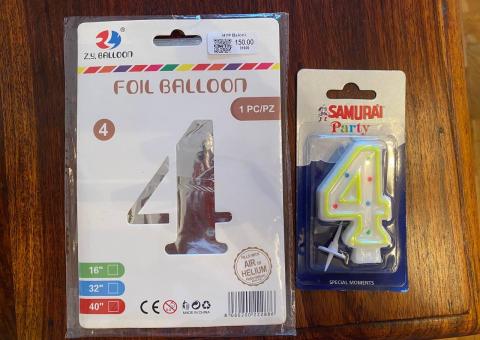 Z.Y. BALLOON
150.00
FOIL BALLOON
1 PC/PZ
4
4
16"
32"
40"
AIR OR
HELIUM
CE
MADE IN CHINA
SAMURAI
Party
4
SPECIAL MOMENTS